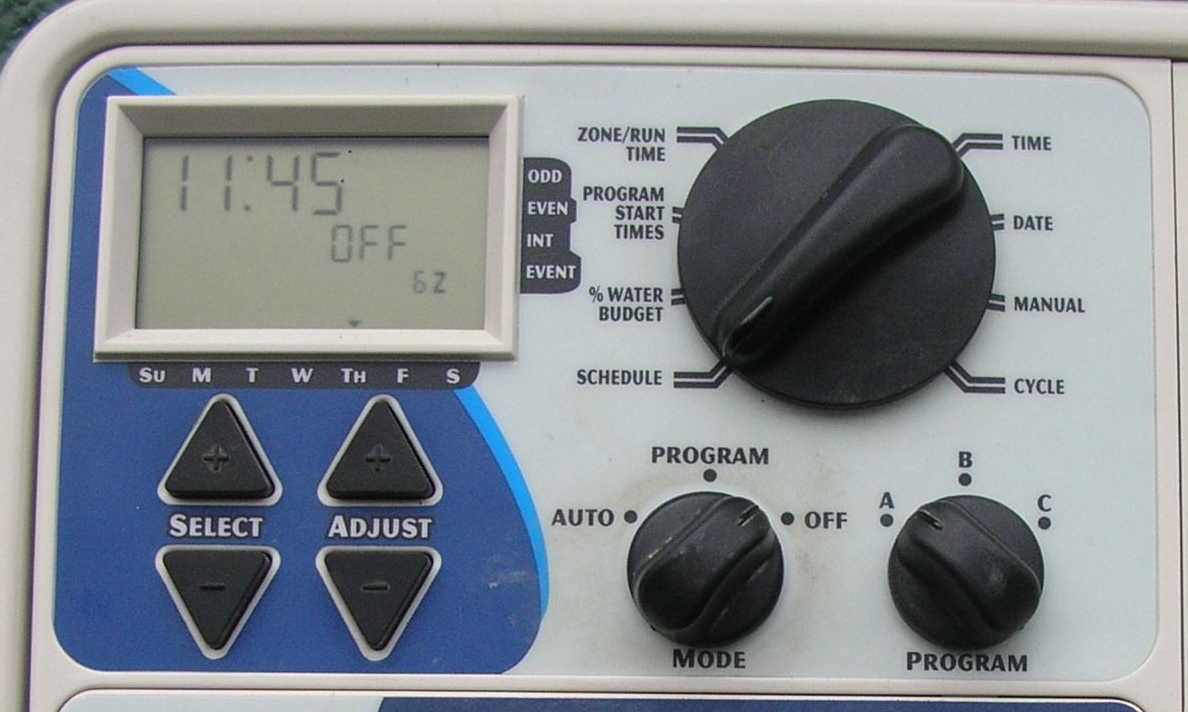 11:45
OFF
6Z
ODD
EVEN
INT
EVENT
SU M T W TH F S
+ +
SELECT ADJUST
- -
ZONE/RUN
TIME
PROGRAM
START
TIMES
% WATER
BUDGET
SCHEDULE
TIME
DATE
MANUAL
CYCLE
PROGRAM
AUTO
OFF
MODE
A
B
C
PROGRAM